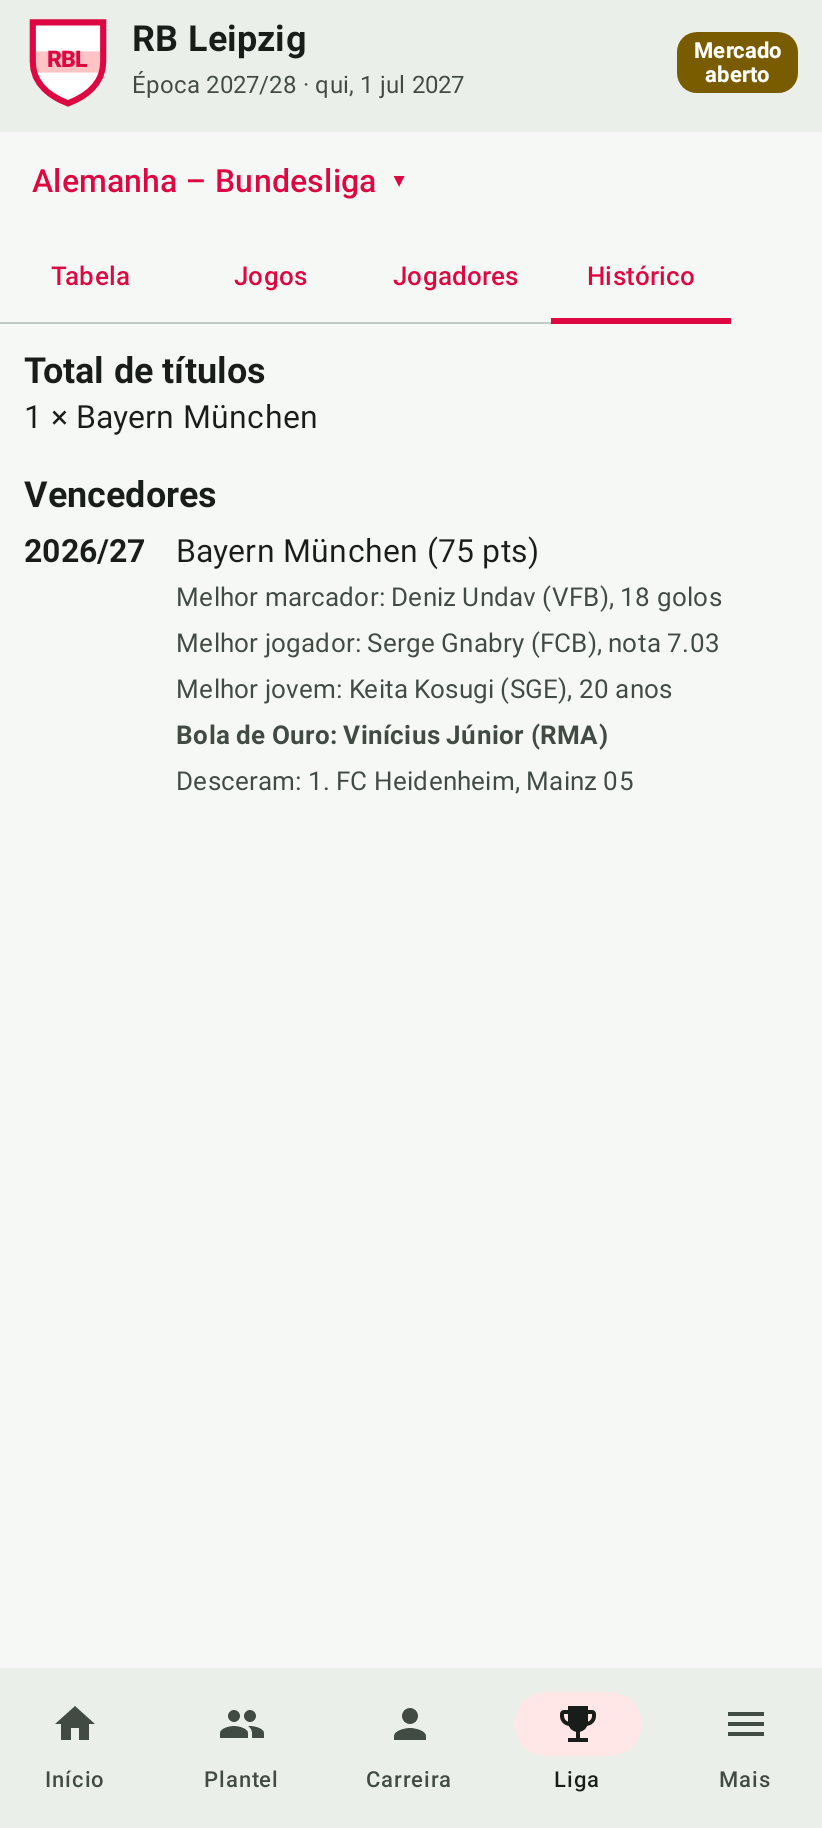 RBL
RB Leipzig
Época 2027/28 · qui, 1 jul 2027
Mercado
aberto
Alemanha – Bundesliga ▼
Tabela
Jogos
Jogadores
Histórico
Total de títulos
1 × Bayern München
Vencedores
2026/27 Bayern München (75 pts)
Melhor marcador: Deniz Undav (VFB), 18 golos
Melhor jogador: Serge Gnabry (FCB), nota 7.03
Melhor jovem: Keita Kosugi (SGE), 20 anos
Bola de Ouro: Vinícius Júnior (RMA)
Desceram: 1. FC Heidenheim, Mainz 05
Início
Plantel
Carreira
Liga
Mais